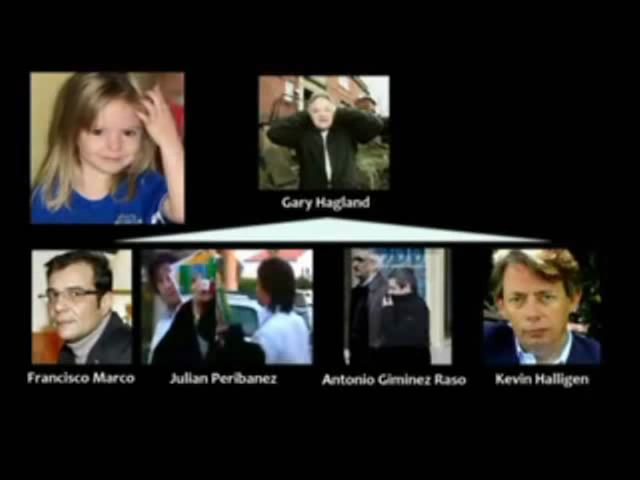 Gary Hagland
Francisco Marco
Julian Peribanez
Antonio Giminez Raso
Kevin Halligen